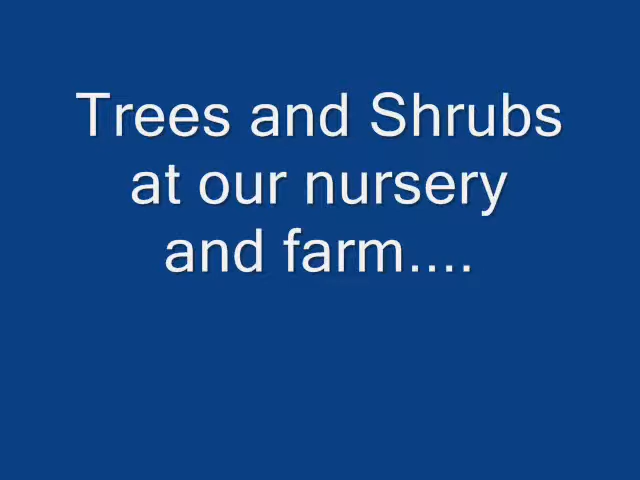 Trees and Shrubs
at our nursery
and farm....